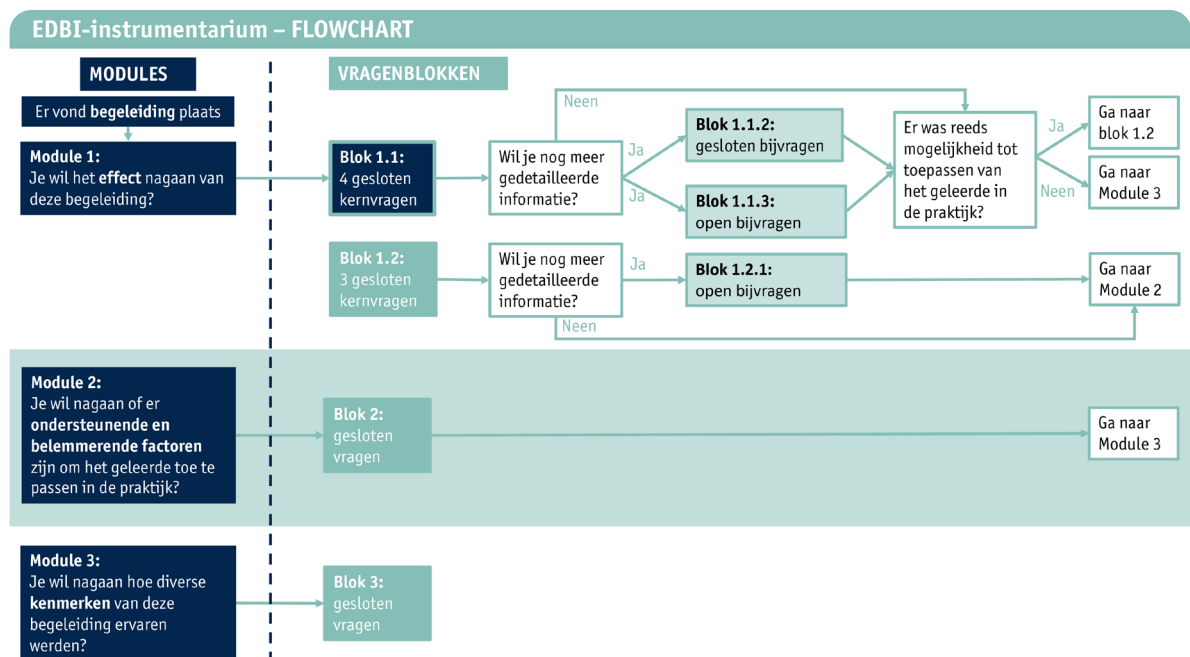 EDBI-instrumentarium – FLOWCHART
MODULES
VRAGENBLOKKEN
Er vond begeleiding plaats
Module 1:
Je wil het effect nagaan van
deze begeleiding?
Blok 1.1:
4 gesloten
kernvragen
Wil je nog meer
gedetailleerde
informatie?
Neen
Ja
Ja
Blok 1.1.2:
gesloten bijvragen
Blok 1.1.3:
open bijvragen
Er was reeds
mogelijkheid tot
toepassen van
het geleerde in
de praktijk?
Ja
Neen
Ga naar
blok 1.2
Ga naar
Module 3
Blok 1.2:
3 gesloten
kernvragen
Wil je nog meer
gedetailleerde
informatie?
Ja
Neen
Blok 1.2.1:
open bijvragen
Ga naar
Module 2
Module 2:
Je wil nagaan of er
ondersteunende en
belemmerende factoren
zijn om het geleerde toe te
passen in de praktijk?
Blok 2:
gesloten
vragen
Ga naar
Module 3
Module 3:
Je wil nagaan hoe diverse
kenmerken van deze
begeleiding ervaren
werden?
Blok 3:
gesloten
vragen